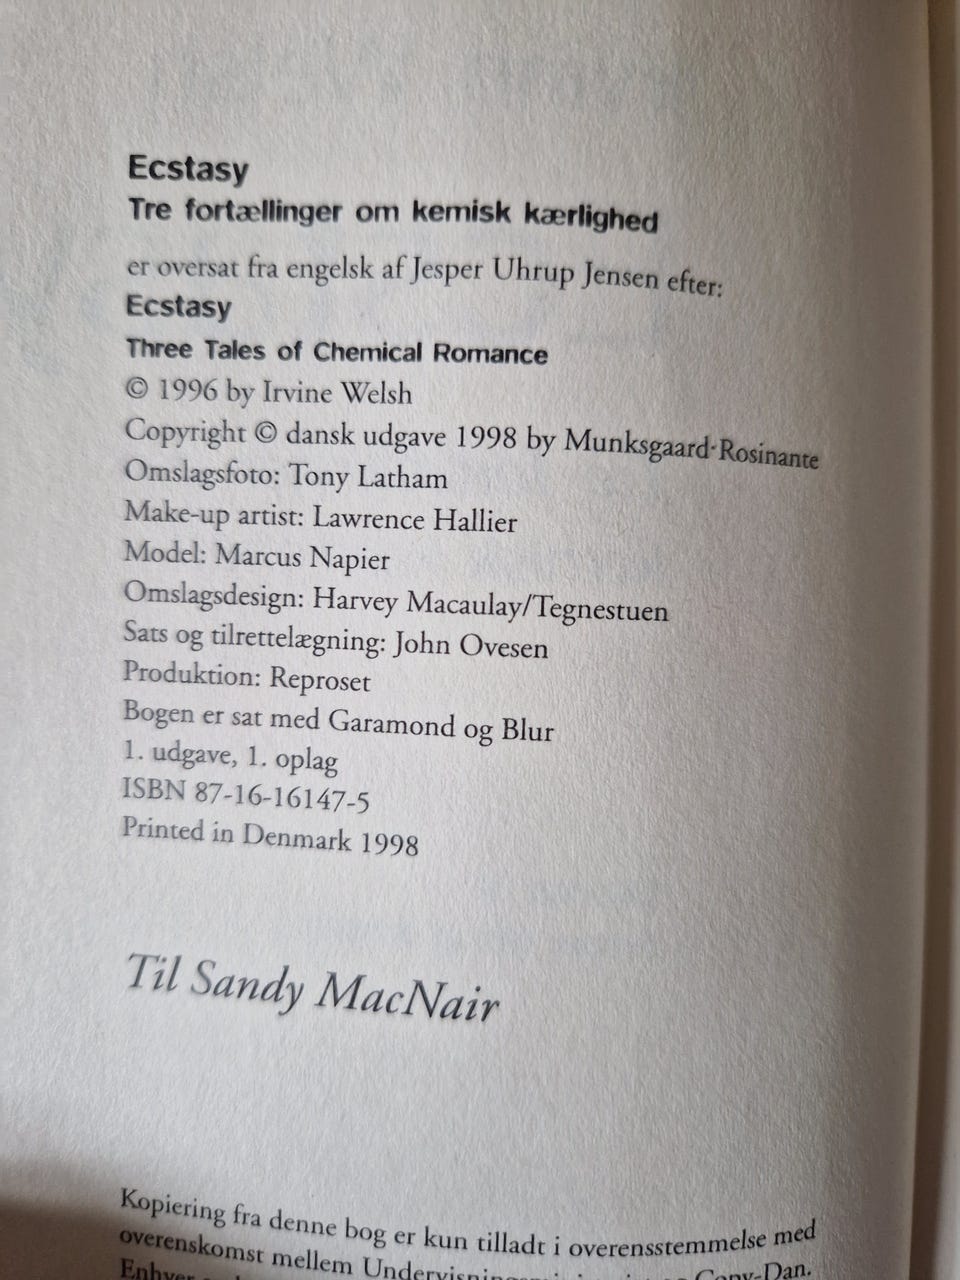 Ecstasy
Tre fortællinger om kemisk kærlighed
er oversat fra engelsk af Jesper Uhrup Jensen efter:
Ecstasy
Three Tales of Chemical Romance
© 1996 by Irvine Welsh
Copyright © dansk udgave 1998 by Munksgaard·Rosinante
Omslagsfoto: Tony Latham
Make-up artist: Lawrence Hallier
Model: Marcus Napier
Omslagsdesign: Harvey Macaulay/Tegnestuen
Sats og tilrettelægning: John Ovesen
Produktion: Reproset
Bogen er sat med Garamond og Blur
1. udgave, 1. oplag
ISBN 87-16-16147-5
Printed in Denmark 1998
Til Sandy MacNair
Kopiering fra denne bog er kun tilladt i overensstemmelse med
overenskomst mellem Copy-Dan.
Enhver